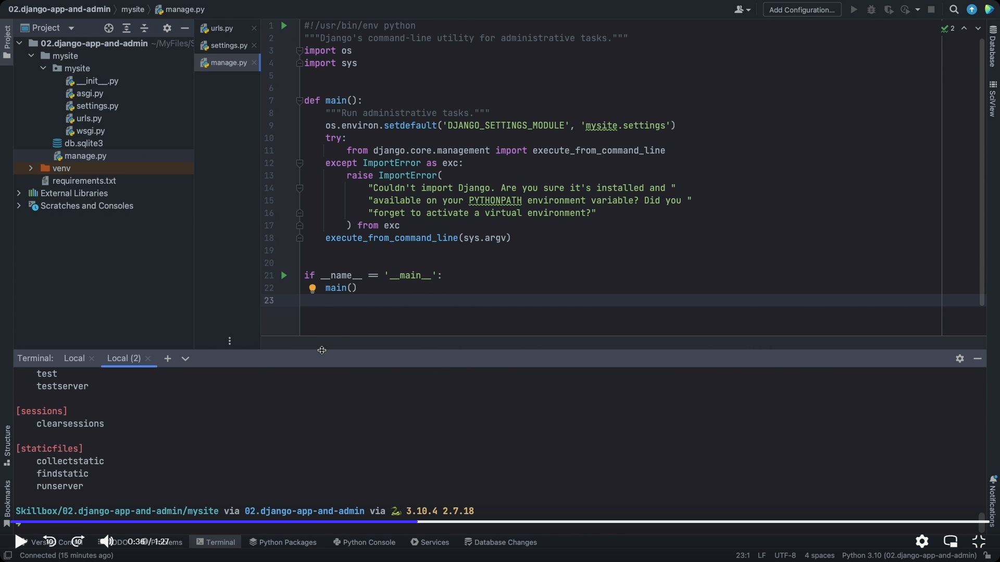 02.django-app-and-admin mysite manage.py
Add Configuration...
Project
Project
02.django-app-and-admin ~/MyFiles/S
mysite
mysite
__init__.py
asgi.py
settings.py
urls.py
wsgi.py
db.sqlite3
manage.py
venv
requirements.txt
External Libraries
Scratches and Consoles
urls.py
settings.py
manage.py
2
1 #!/usr/bin/env python
2 """Django's command-line utility for administrative tasks."""
3 import os
4 import sys
5
6
7 def main():
8 """Run administrative tasks."""
9 os.environ.setdefault('DJANGO_SETTINGS_MODULE', 'mysite.settings')
10 try:
11 from django.core.management import execute_from_command_line
12 except ImportError as exc:
13 raise ImportError(
14 "Couldn't import Django. Are you sure it's installed and "
15 "available on your PYTHONPATH environment variable? Did you "
16 "forget to activate a virtual environment?"
17 ) from exc
18 execute_from_command_line(sys.argv)
19
20
21 if __name__ == '__main__':
22 main()
23
Database
SciView
Notifications
Structure
Bookmarks
Terminal: Local Local (2)
test
testserver
[sessions]
clearsessions
[staticfiles]
collectstatic
findstatic
runserver
Skillbox/02.django-app-and-admin/mysite via 02.django-app-and-admin via 3.10.4 2.7.18
10 10 0:36 / 1:27
Terminal Python Packages Python Console Services Database Changes
Connected (15 minutes ago)
23:1 LF UTF-8 4 spaces Python 3.10 (02.django-app-and-admin)